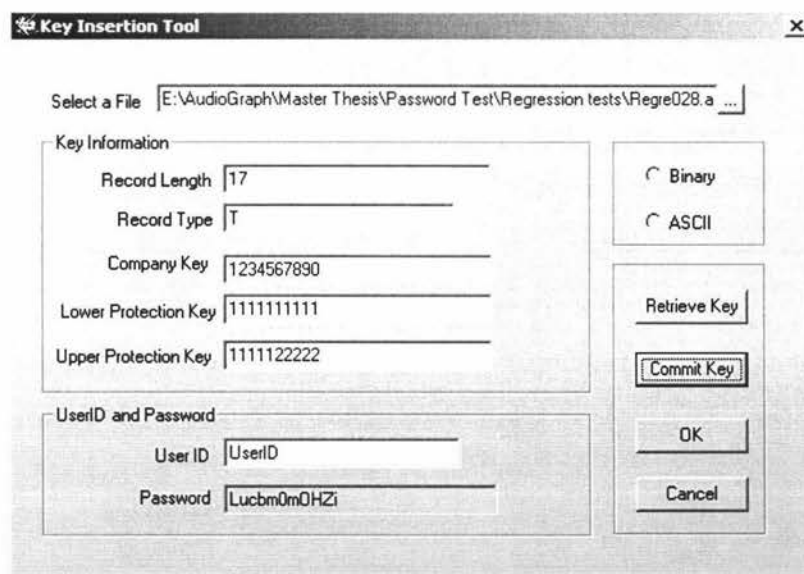 Key Insertion Tool
Select a File E:\AudioGraph\Master Thesis\Password Test\Regression tests\Regre028.a ...
Key Information
Record Length 17
Record Type T
Company Key 1234567890
Lower Protection Key 1111111111
Upper Protection Key 1111122222
Binary
ASCII
Retrieve Key
Commit Key
OK
Cancel
UserID and Password
User ID UserID
Password Lucbm0mOHZi